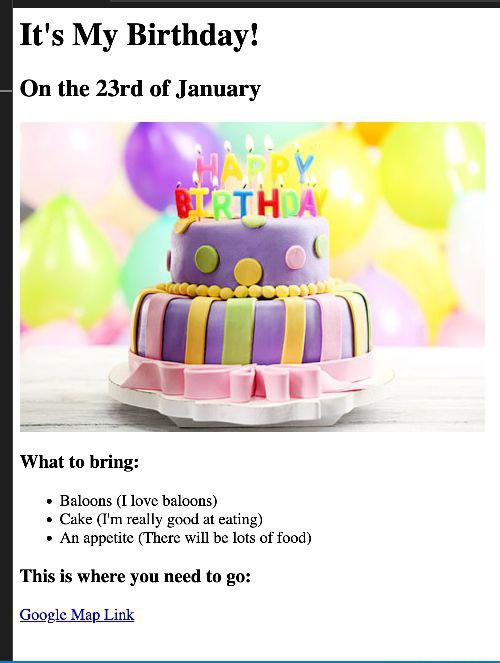 It's My Birthday!
On the 23rd of January
HAPPY
BIRTHDAY
What to bring:
Baloons (I love baloons)
Cake (I'm really good at eating)
An appetite (There will be lots of food)
This is where you need to go:
Google Map Link